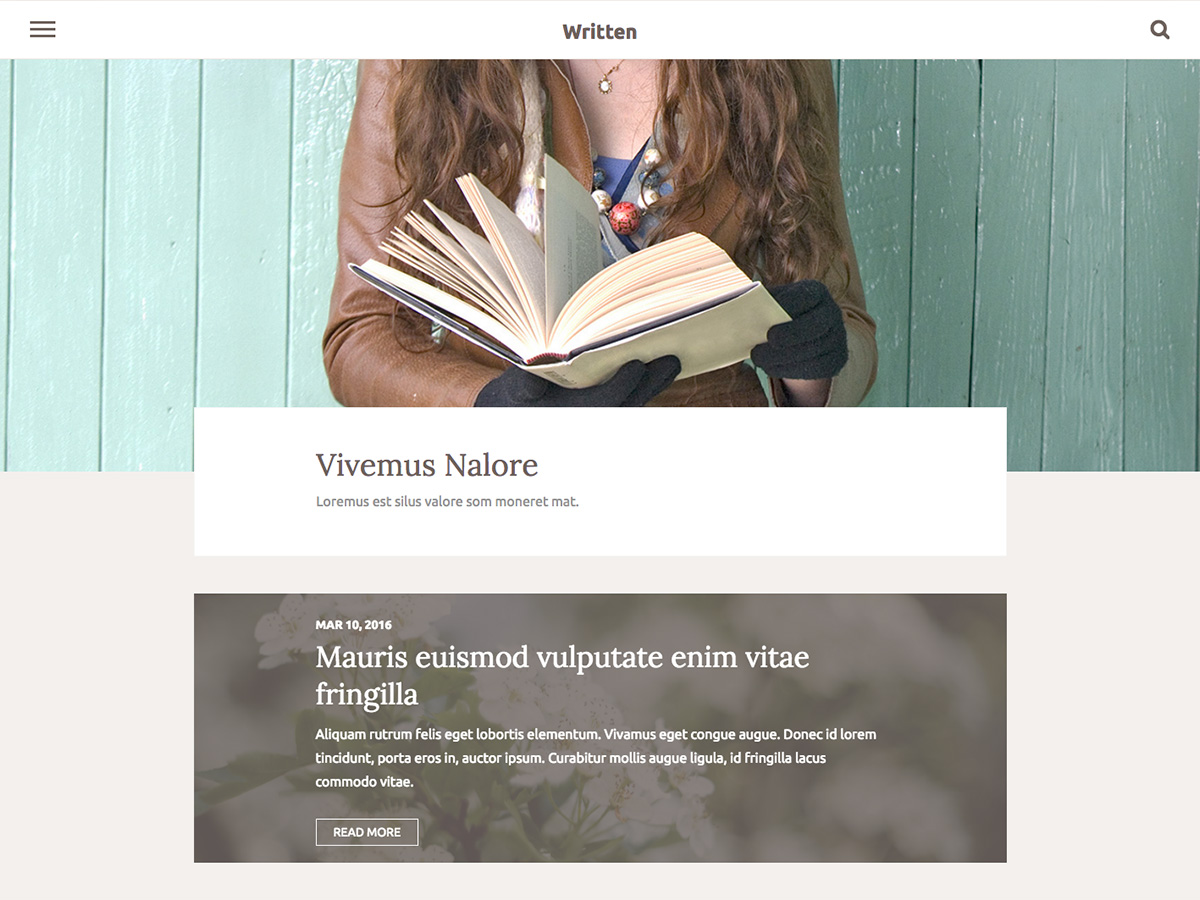 Written
Vivemus Nalore
Loremus est silus valore som moneret mat.
MAR 10, 2016
Mauris euismod vulputate enim vitae
fringilla
Aliquam rutrum felis eget lobortis elementum. Vivamus eget congue augue. Donec id lorem
tincidunt, porta eros in, auctor ipsum. Curabitur mollis augue ligula, id fringilla lacus
commodo vitae.
READ MORE